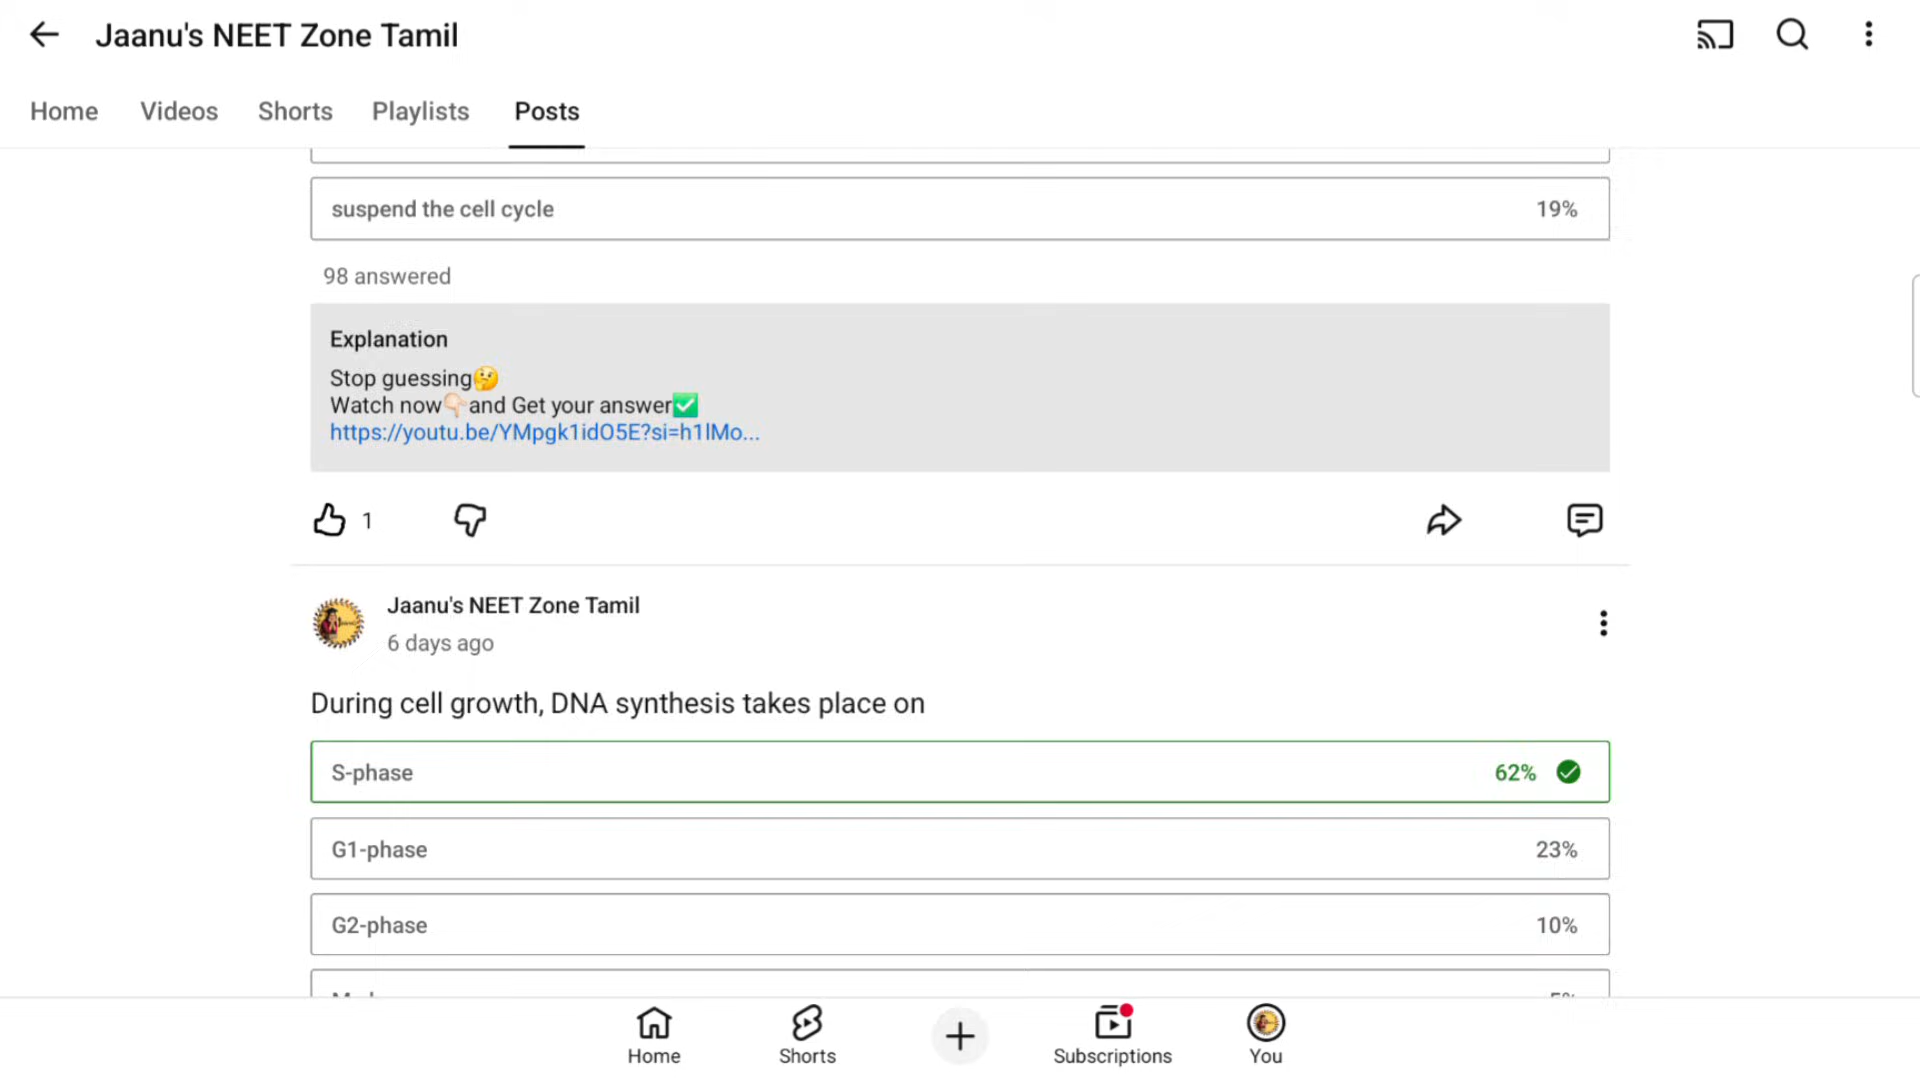 Jaanu's NEET Zone Tamil
Home
Videos
Shorts
Playlists
Posts
suspend the cell cycle
19%
98 answered
Explanation
Stop guessing🤔
Watch now👇🏻and Get your answer✅
https://youtu.be/YMpgk1idO5E?si=h1lMo...
1
Jaanu's NEET Zone Tamil
6 days ago
During cell growth, DNA synthesis takes place on
S-phase
62%
G1-phase
23%
G2-phase
10%
Home
Shorts
Subscriptions
You